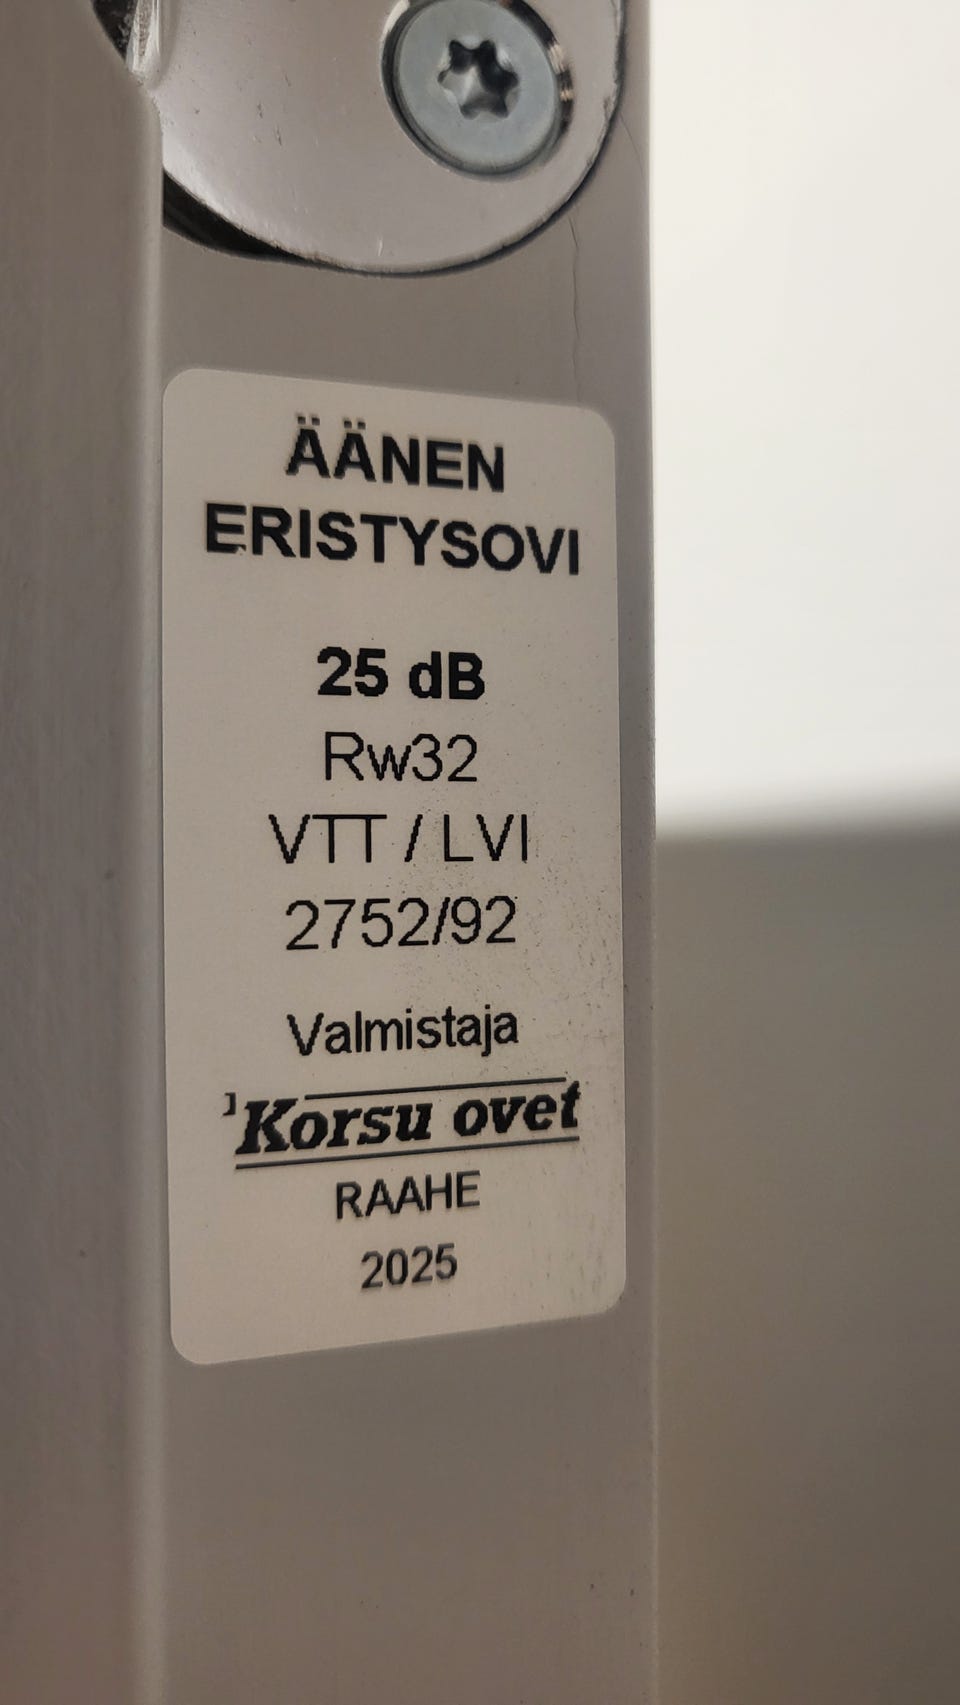 ÄÄNEN
ERISTYSOVI
25 dB
Rw32
VTT / LVI
2752/92
Valmistaja
Korsu ovet
RAAHE
2025